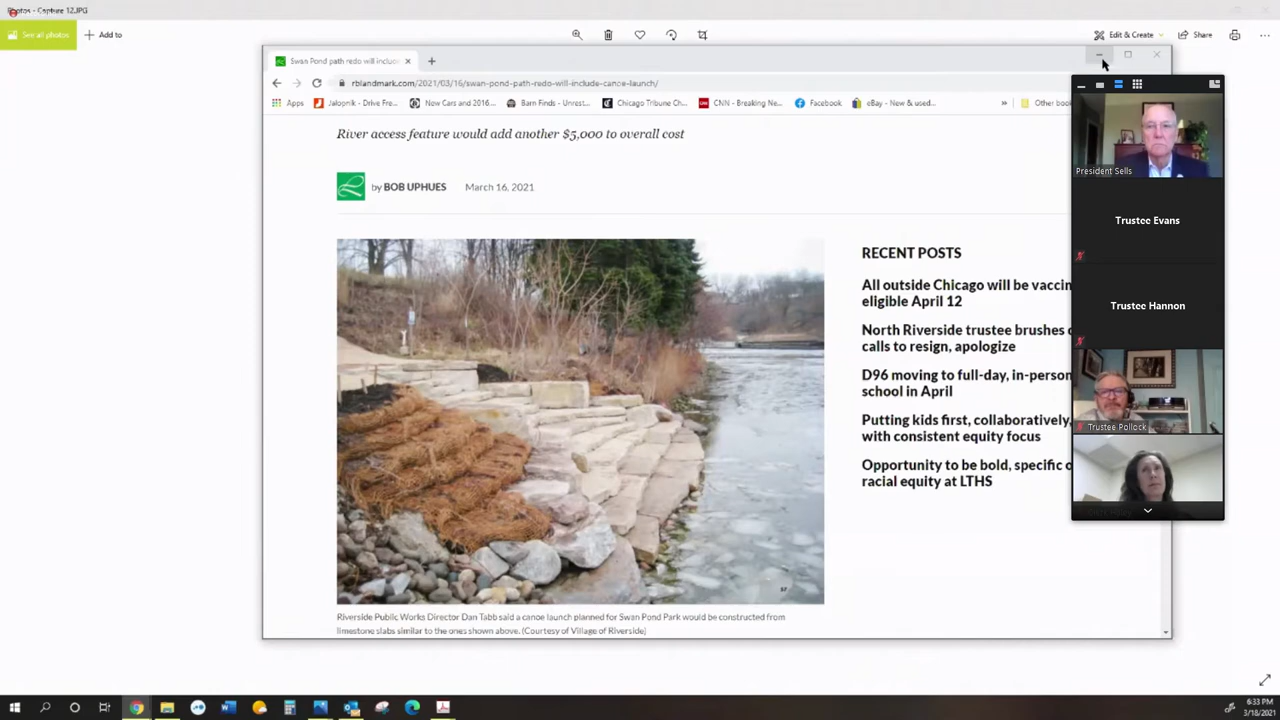 Photos - Capture 12.JPG
See all photos
Add to
Edit & Create
Share
Swan Pond path redo will include
rblandmark.com/2021/03/16/swan-pond-path-redo-will-include-canoe-launch/
Apps
Jalopnik - Drive Fre...
New Cars and 2016...
Barn Finds - Unrest...
Chicago Tribune Ch...
CNN - Breaking Ne...
Facebook
eBay - New & used...
»
Other boo
River access feature would add another $5,000 to overall cost
by BOB UPHUES March 16, 2021
RECENT POSTS
All outside Chicago will be vaccin
eligible April 12
North Riverside trustee brushes
calls to resign, apologize
D96 moving to full-day, in-person
school in April
Putting kids first, collaboratively,
with consistent equity focus
Opportunity to be bold, specific o
racial equity at LTHS
57
Riverside Public Works Director Dan Tabb said a canoe launch planned for Swan Pond Park would be constructed from
limestone slabs similar to the ones shown above. (Courtesy of Village of Riverside)
President Sells
Trustee Evans
Trustee Hannon
Trustee Pollock
6:33 PM
3/18/2021